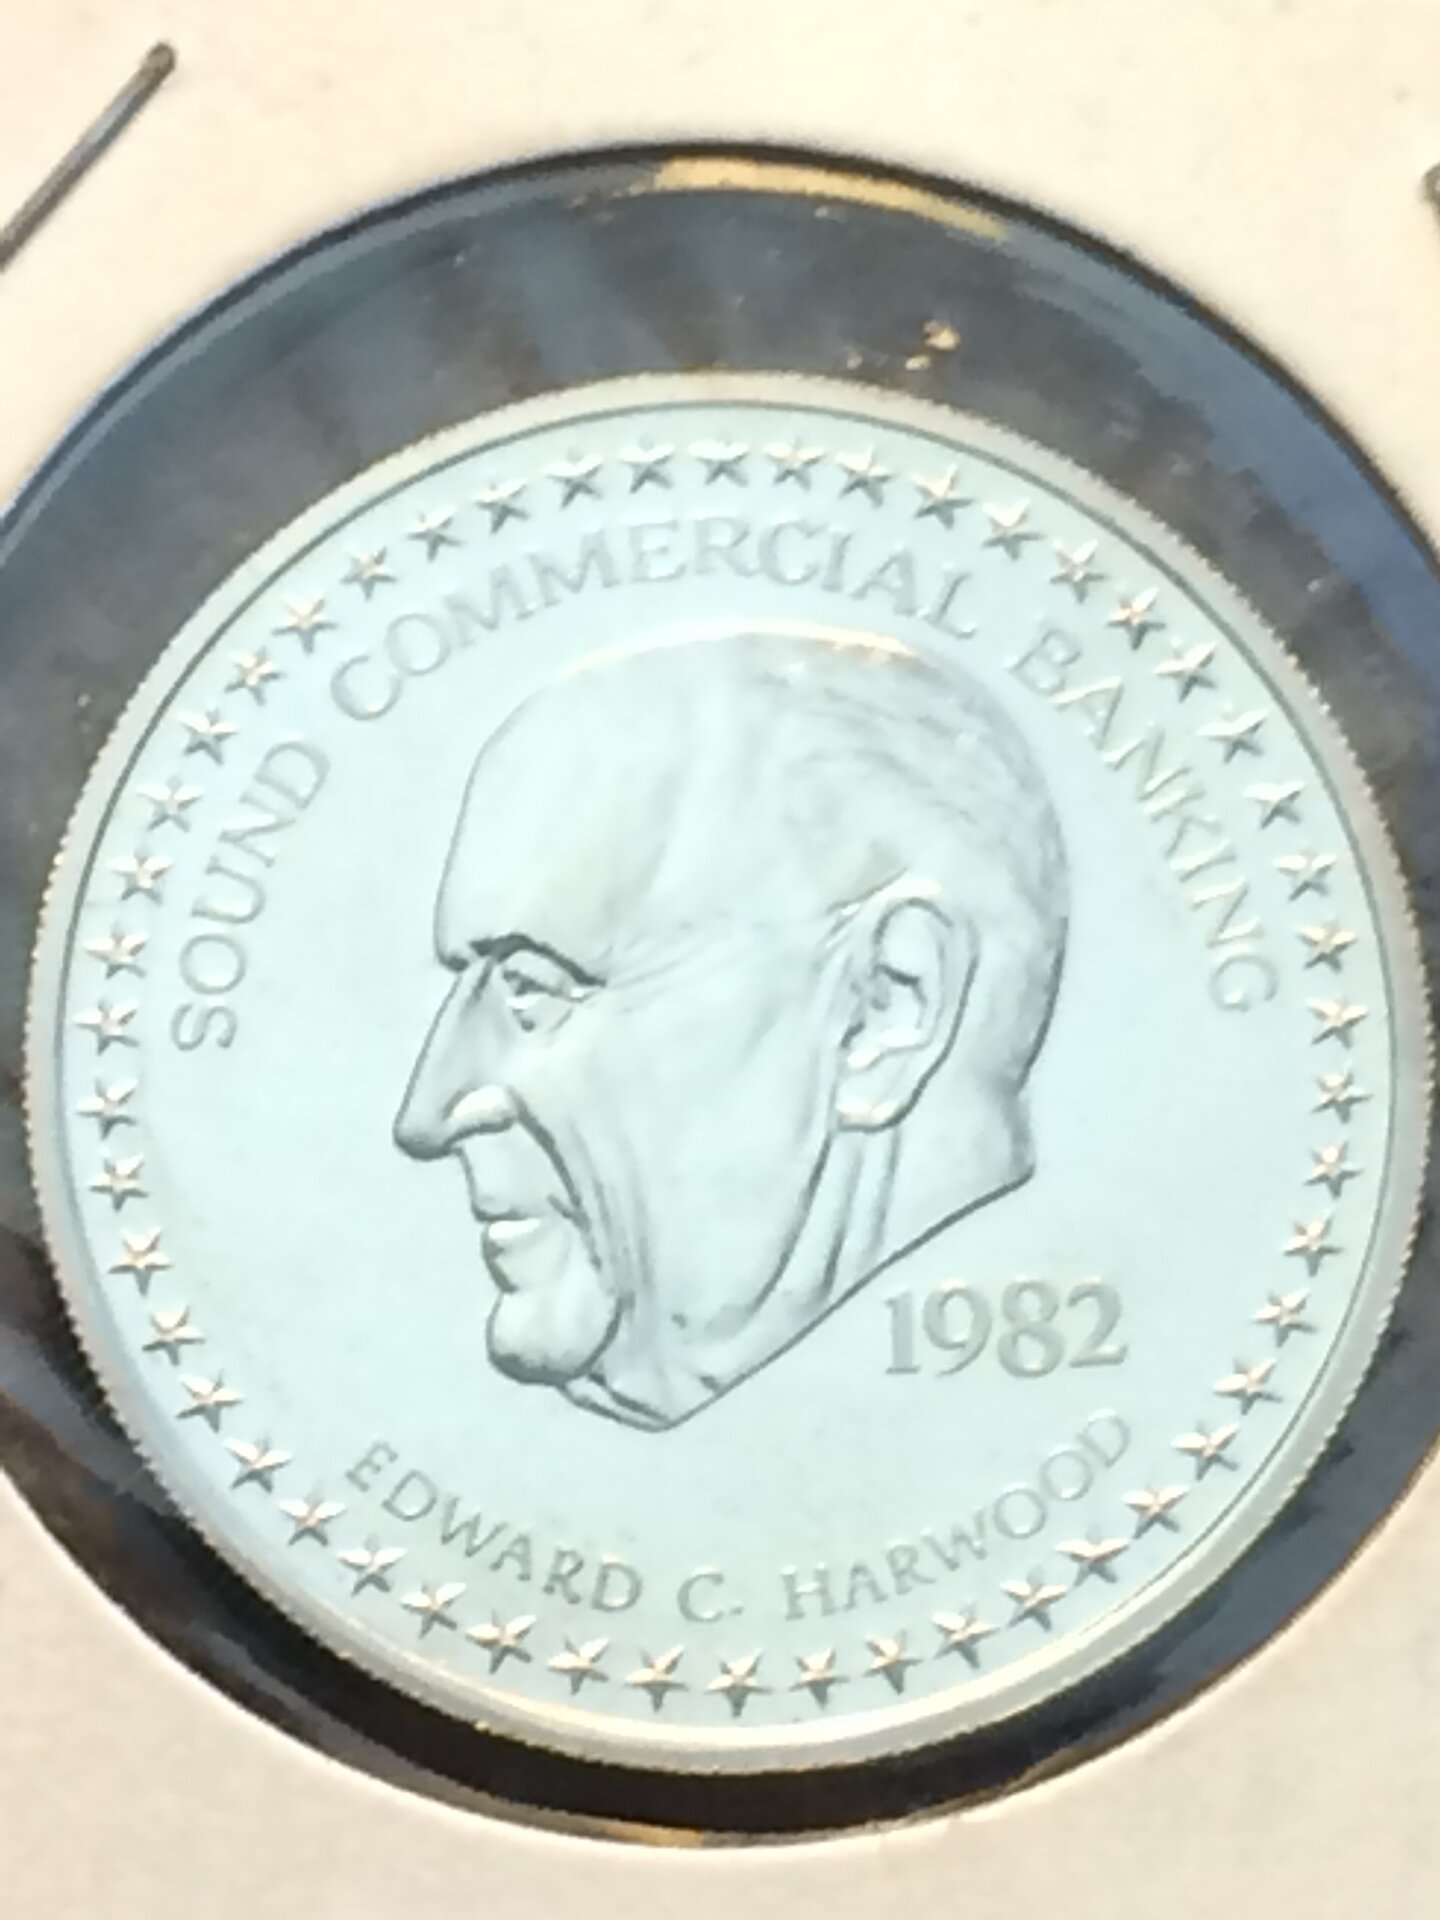 SOUND COMMERCIAL BANKING
1982
EDWARD C. HARWOOD